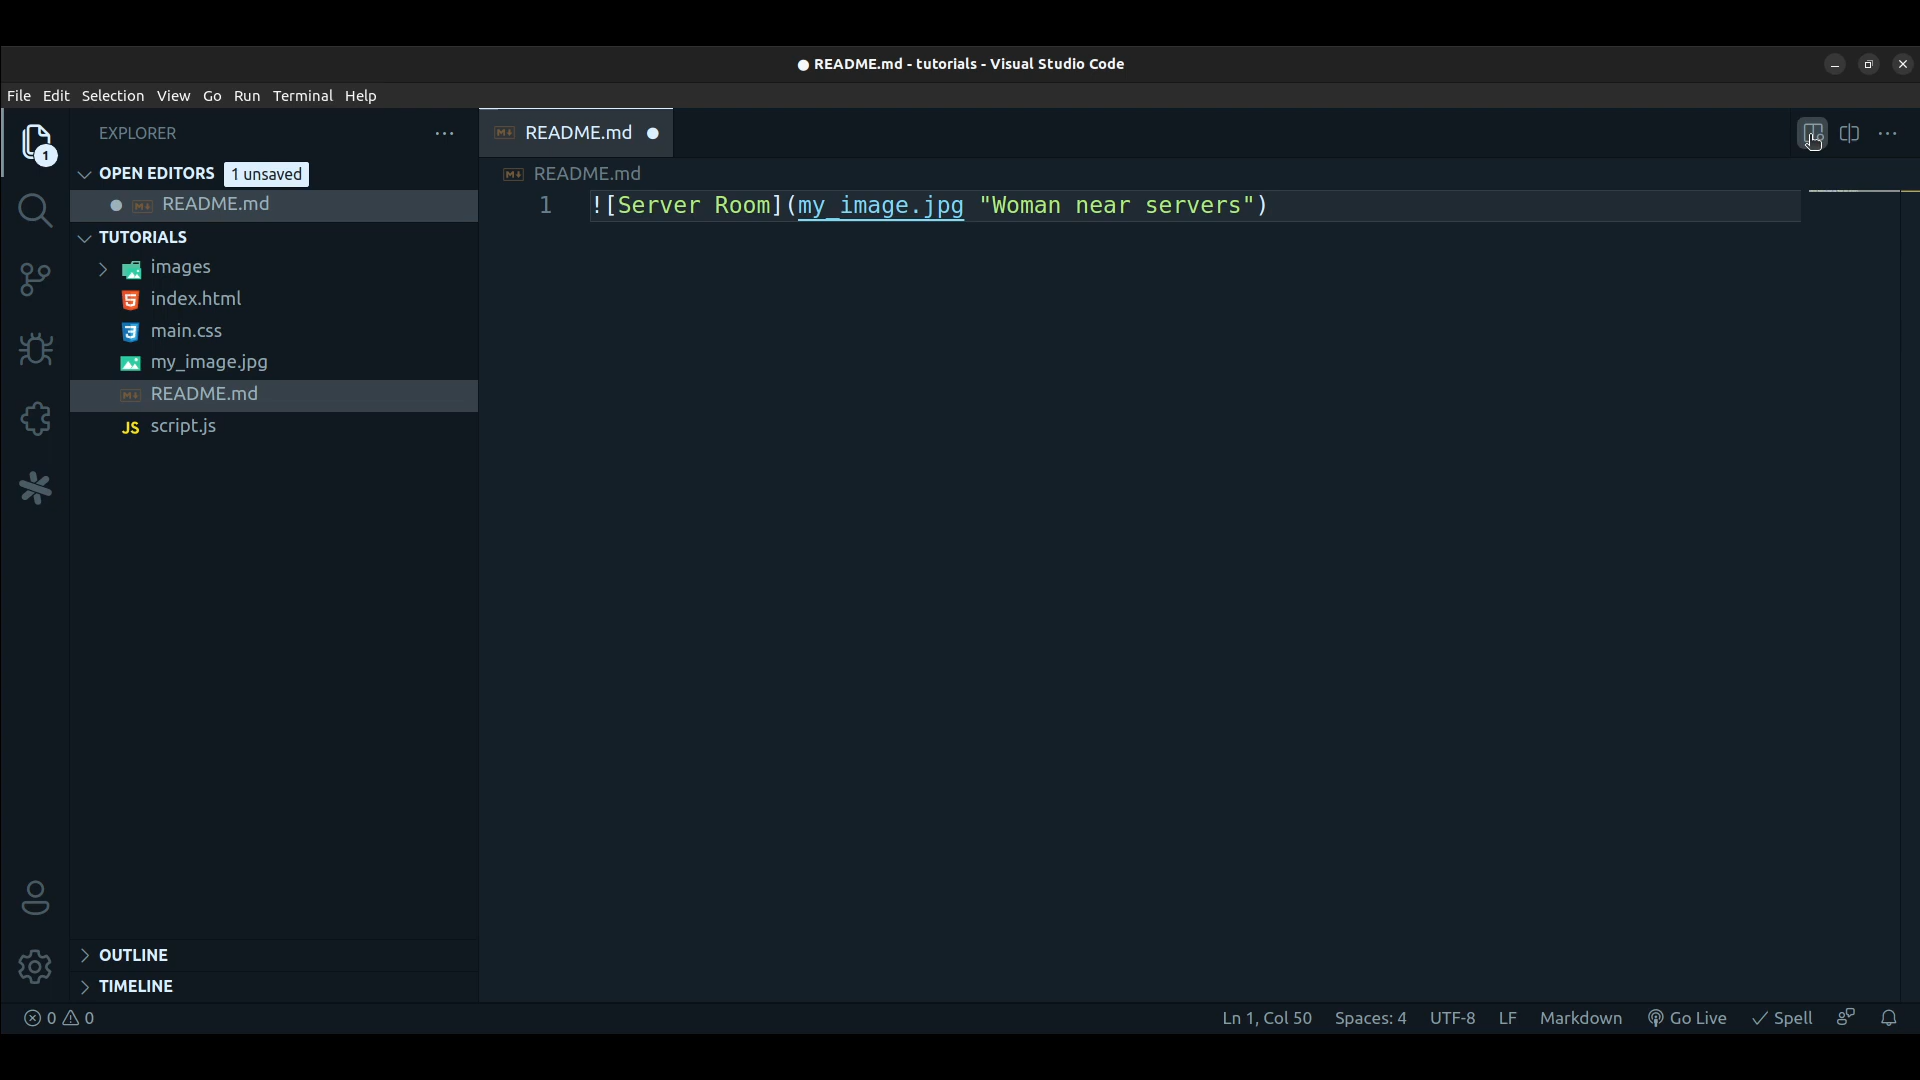 README.md - tutorials - Visual Studio Code
File Edit Selection View Go Run Terminal Help
1
EXPLORER
OPEN EDITORS 1 unsaved
README.md
TUTORIALS
images
index.html
main.css
my_image.jpg
README.md
JS script.js
OUTLINE
TIMELINE
README.md
README.md
1 ![Server Room](my_image.jpg "Woman near servers")
0 0 Ln 1, Col 50 Spaces: 4 UTF-8 LF Markdown Go Live Spell